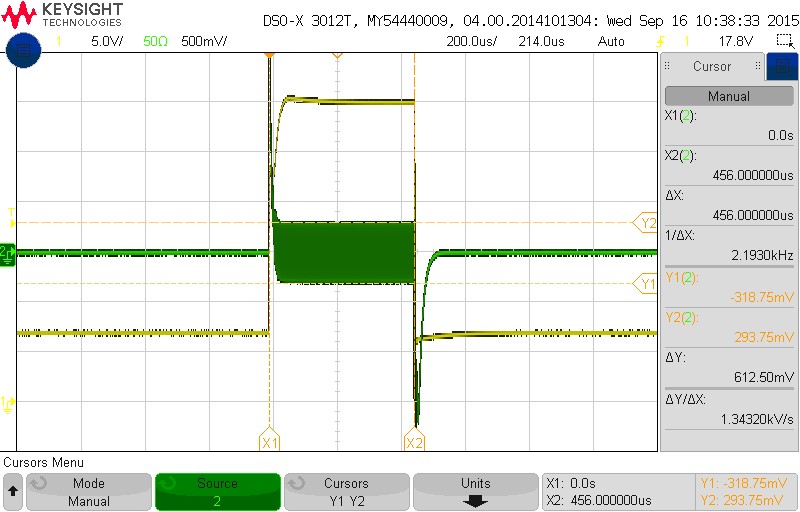 KEYSIGHT
TECHNOLOGIES
DSO-X 3012T, MY54440009, 04.00.2014101304: Wed Sep 16 10:38:33 2015
1 5.0V/ 50Ω 500mV/ 200.0us/ 214.0us Auto 1 17.8V
Cursor
Manual
X1(2):
0.0s
X2(2):
456.000000us
ΔX:
456.000000us
1/ΔX:
2.1930kHz
Y1(2):
-318.75mV
Y2(2):
293.75mV
ΔY:
612.50mV
ΔY/ΔX:
1.34320kV/s
T
Y2
2
Y1
1
X1 X2
Cursors Menu
Mode
Manual
Source
2
Cursors
Y1 Y2
Units
X1: 0.0s
X2: 456.000000us
Y1: -318.75mV
Y2: 293.75mV